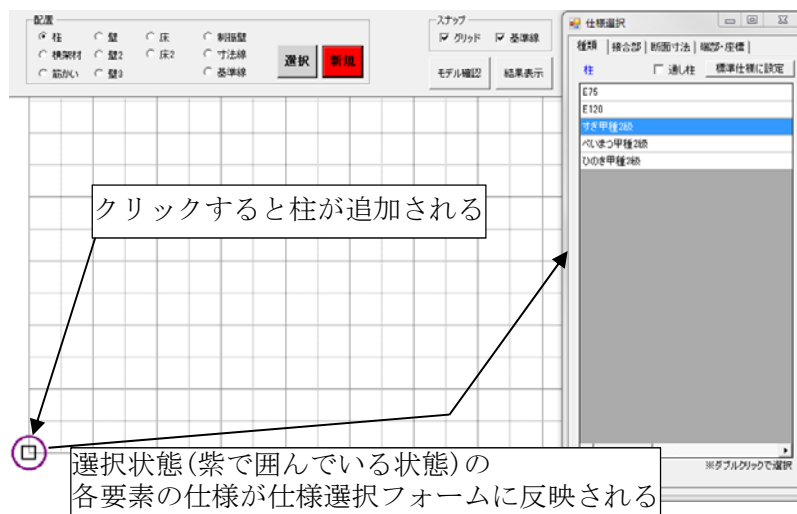 配置
柱 壁 床 制振壁
横架材 壁2 床2 寸法線
筋かい 壁3 基準線
選択 新規
スナップ
グリッド 基準線
モデル確認 結果表示
仕様選択
種類 接合部 断面寸法 端部・座標
柱 通し柱 標準仕様に設定
E75
E120
すぎ甲種2級
べいまつ甲種2級
ひのき甲種2級
クリックすると柱が追加される
※ダブルクリックで選択
選択状態(紫で囲んでいる状態)の
各要素の仕様が仕様選択フォームに反映される